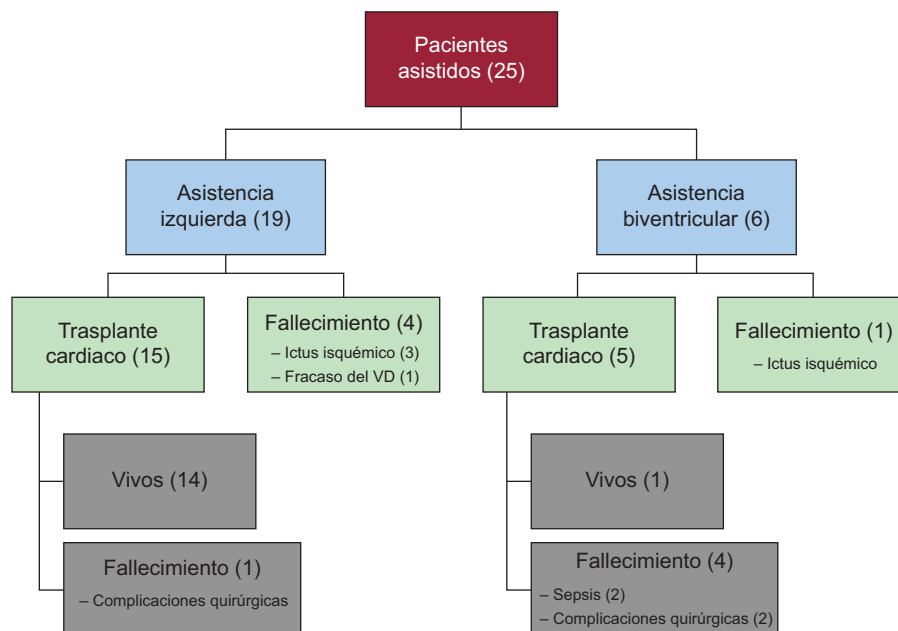 Pacientes
asistidos (25)
Asistencia
izquierda (19)
Asistencia
biventricular (6)
Trasplante
cardiaco (15)
Fallecimiento (4)
– Ictus isquémico (3)
– Fracaso del VD (1)
Trasplante
cardiaco (5)
Fallecimiento (1)
– Ictus isquémico
Vivos (14)
Vivos (1)
Fallecimiento (1)
– Complicaciones quirúrgicas
Fallecimiento (4)
– Sepsis (2)
– Complicaciones quirúrgicas (2)